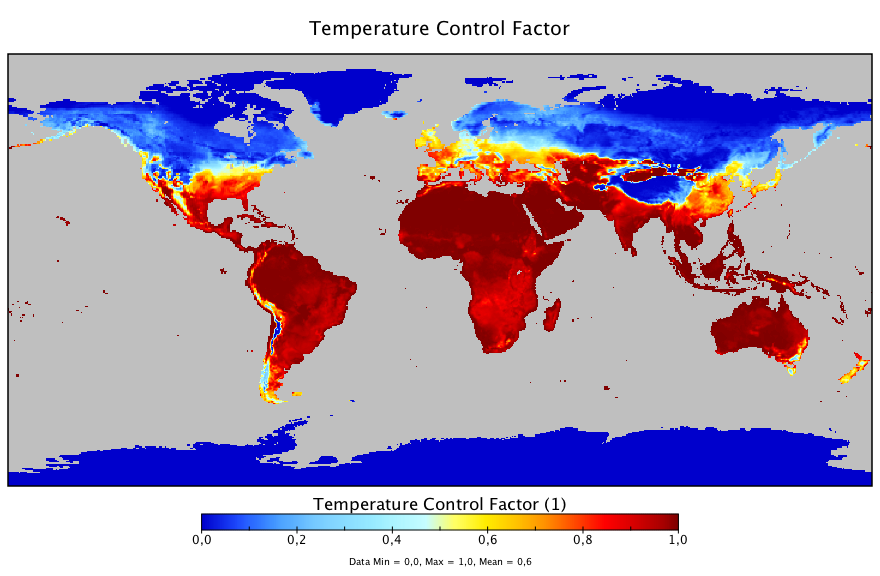 Temperature Control Factor
Temperature Control Factor (1)
0,0 0,2 0,4 0,6 0,8 1,0
Data Min = 0,0, Max = 1,0, Mean = 0,6